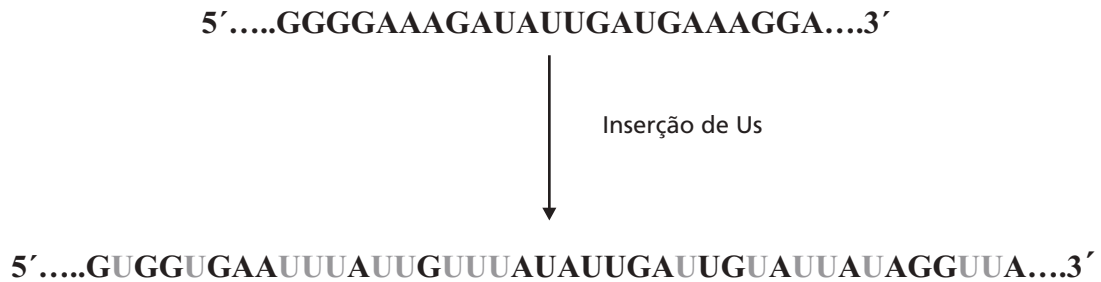 5´…..GGGGAAAGAUAUUGAUGAAAGGA….3´
Inserção de Us
5´…..GUGGUGAAUUUAUUGUUUAUAUUGAUUGUAUUAUAGGUUA….3´